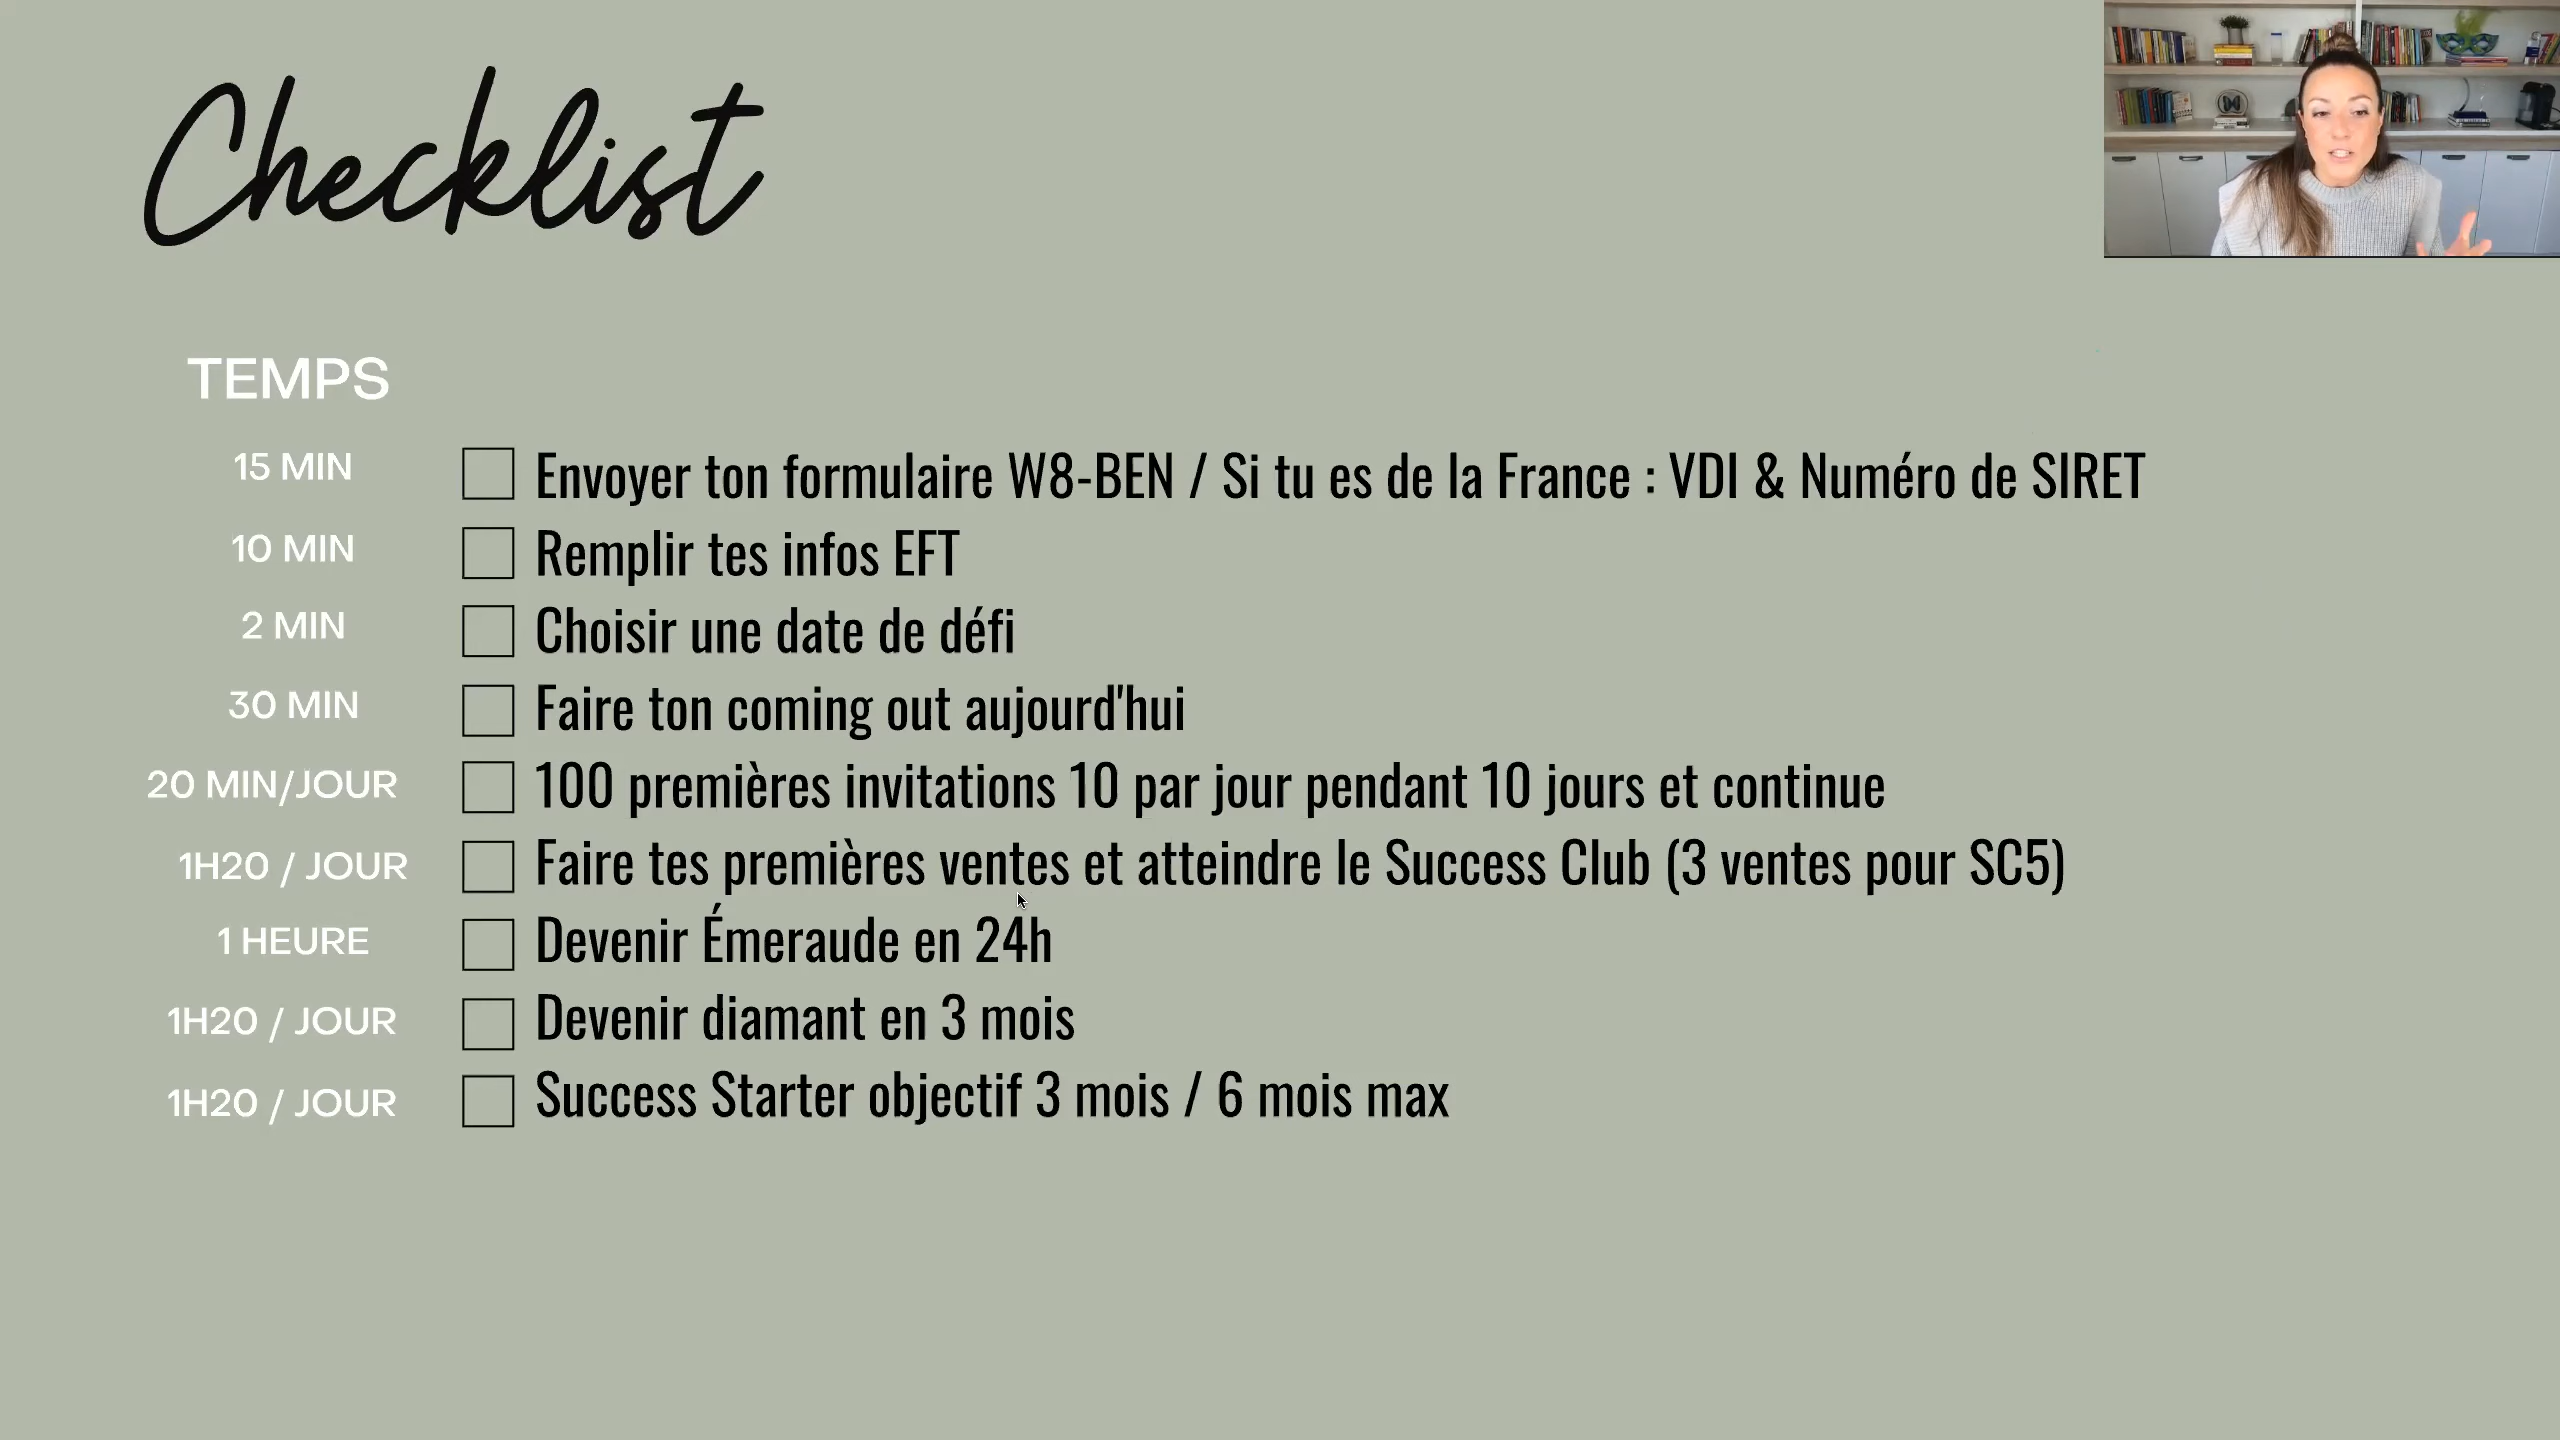 Checklist
TEMPS
15 MIN Envoyer ton formulaire W8-BEN / Si tu es de la France : VDI & Numéro de SIRET
10 MIN Remplir tes infos EFT
2 MIN Choisir une date de défi
30 MIN Faire ton coming out aujourd'hui
20 MIN/JOUR 100 premières invitations 10 par jour pendant 10 jours et continue
1H20 / JOUR Faire tes premières ventes et atteindre le Success Club (3 ventes pour SC5)
1 HEURE Devenir Émeraude en 24h
1H20 / JOUR Devenir diamant en 3 mois
1H20 / JOUR Success Starter objectif 3 mois / 6 mois max